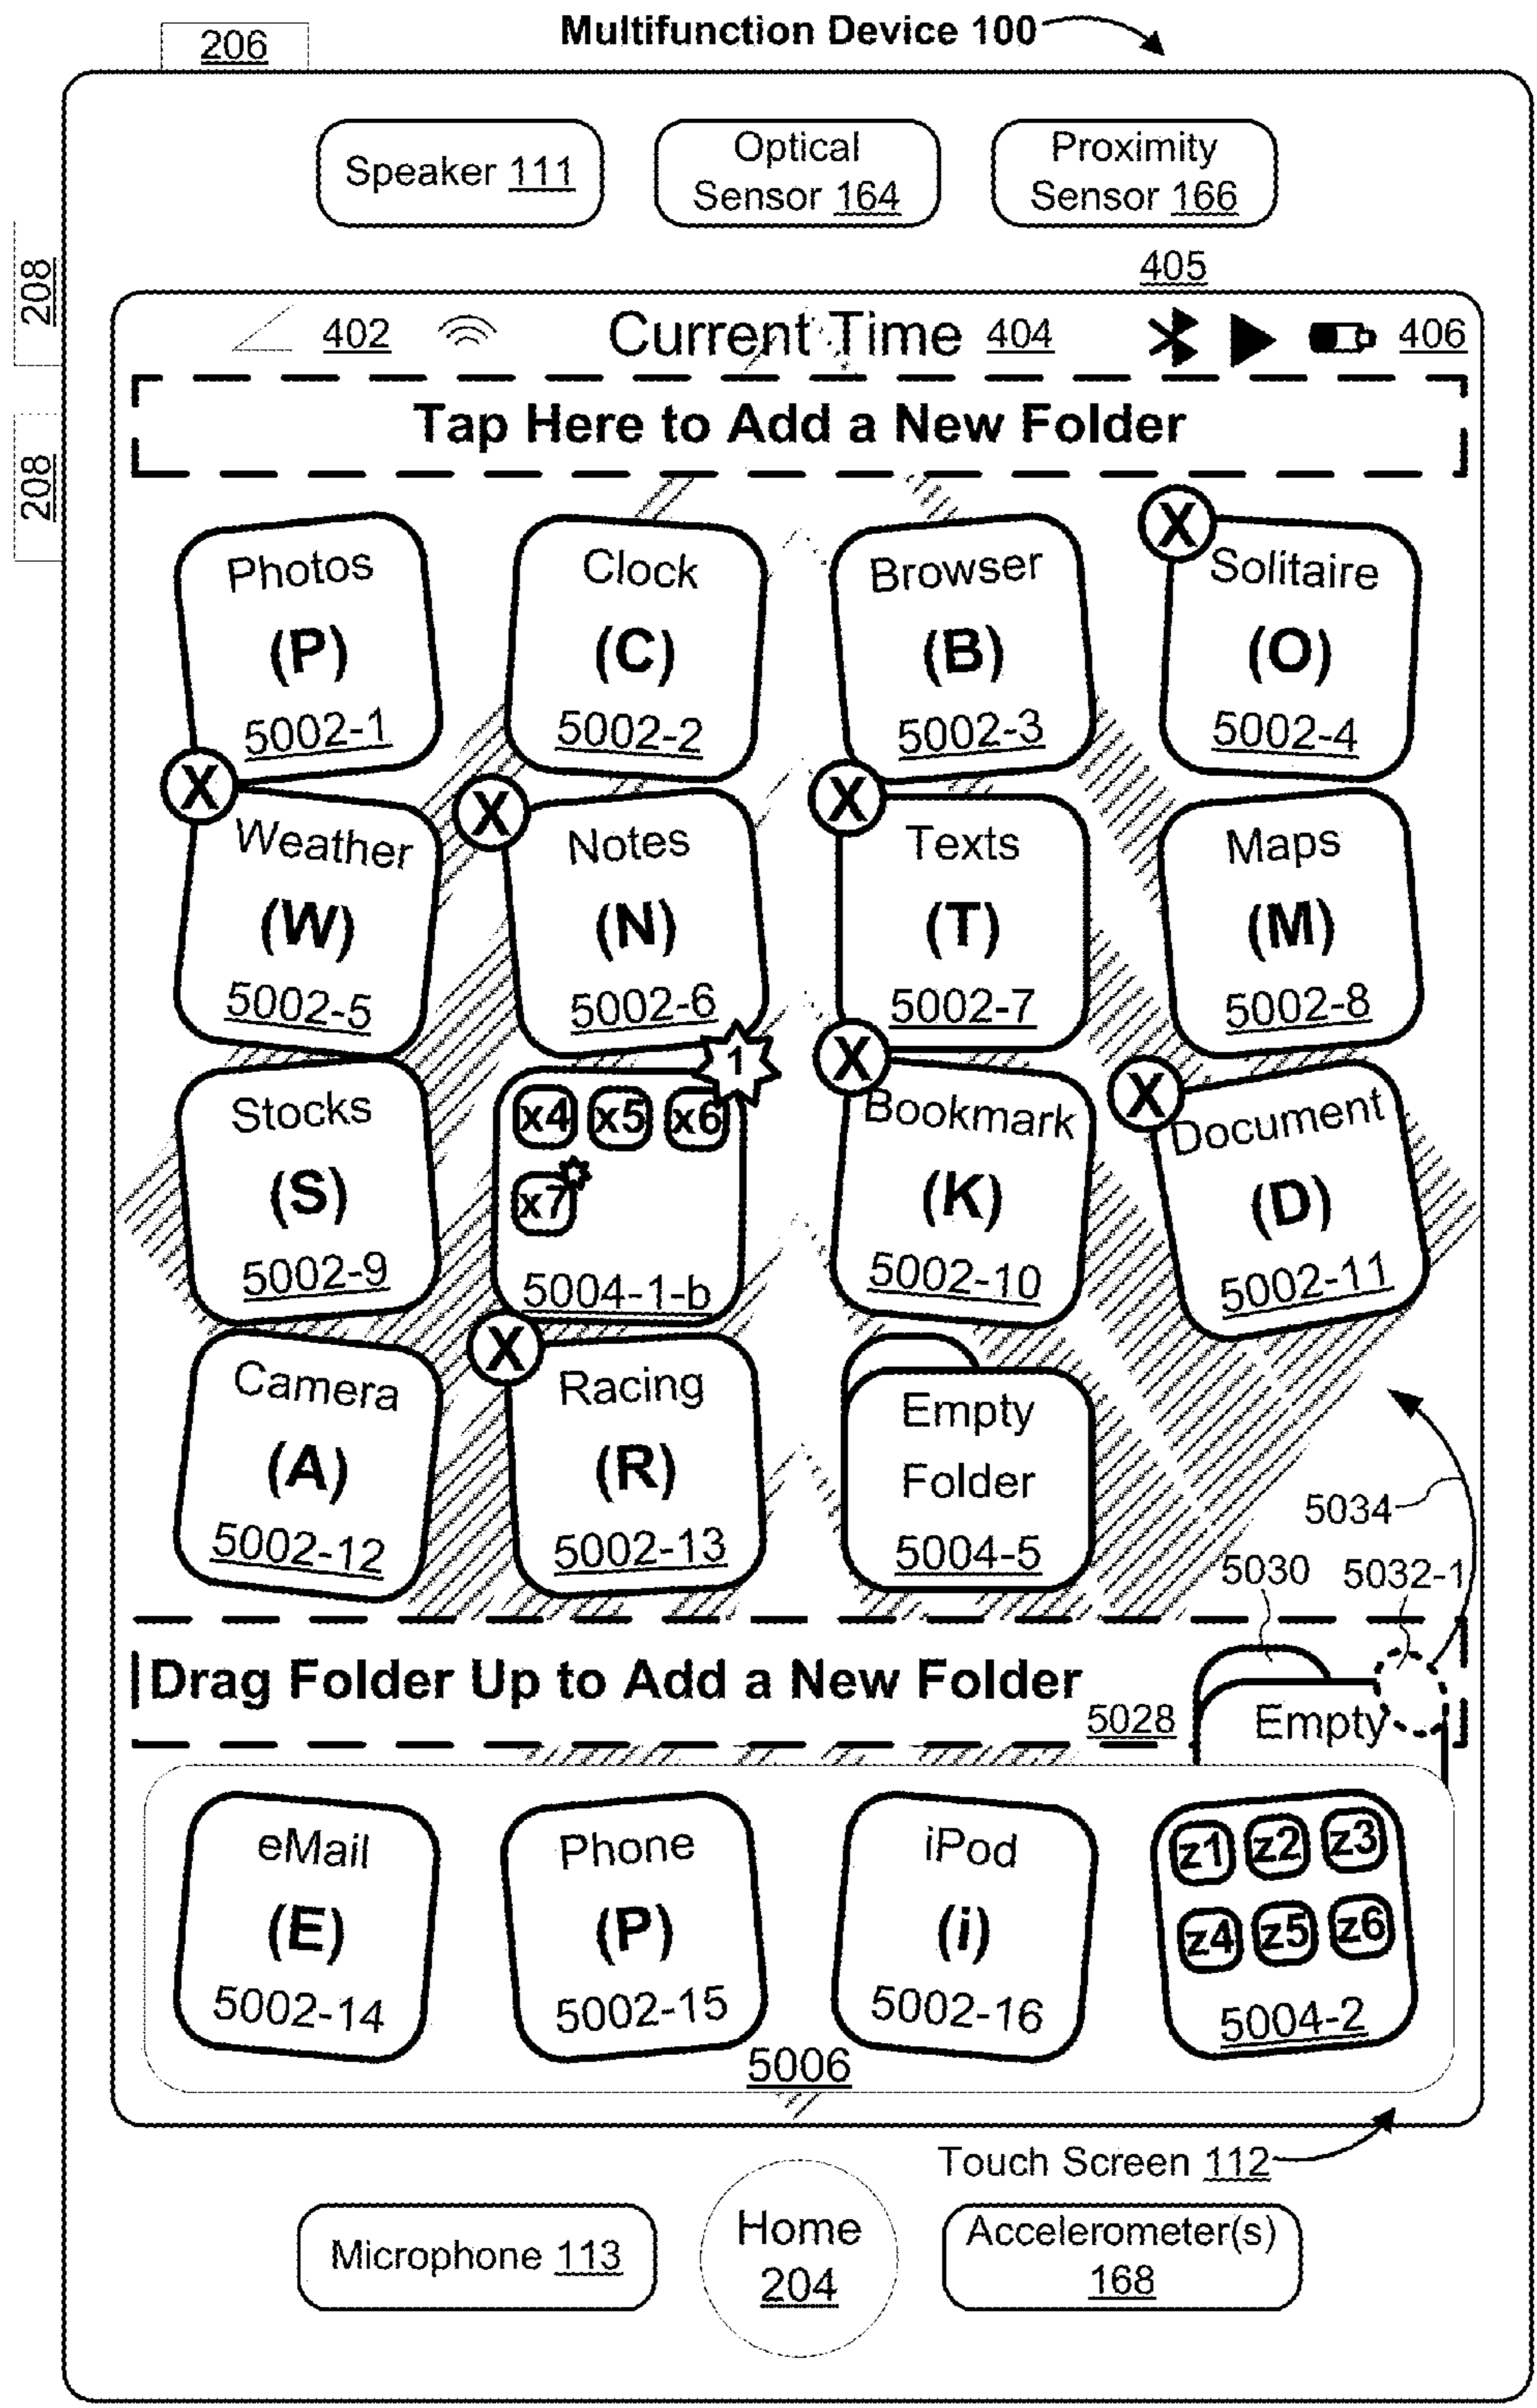 Multifunction Device 100
206
Speaker 111
Optical
Sensor 164
Proximity
Sensor 166
208
208
405
402
Current Time 404
406
Tap Here to Add a New Folder
Photos
(P)
5002-1
Clock
(C)
5002-2
Browser
(B)
5002-3
X
Solitaire
(O)
5002-4
X
Weather
(W)
5002-5
X
Notes
(N)
5002-6
X
Texts
(T)
5002-7
Maps
(M)
5002-8
Stocks
(S)
5002-9
1
x4 x5 x6
x7
5004-1-b
X
Bookmark
(K)
5002-10
X
Document
(D)
5002-11
Camera
(A)
5002-12
X
Racing
(R)
5002-13
Empty
Folder
5004-5
5034
5030
5032-1
Drag Folder Up to Add a New Folder
5028
Empty
eMail
(E)
5002-14
Phone
(P)
5002-15
iPod
(i)
5002-16
z1 z2 z3
z4 z5 z6
5004-2
5006
Touch Screen 112
Microphone 113
Home
204
Accelerometer(s)
168